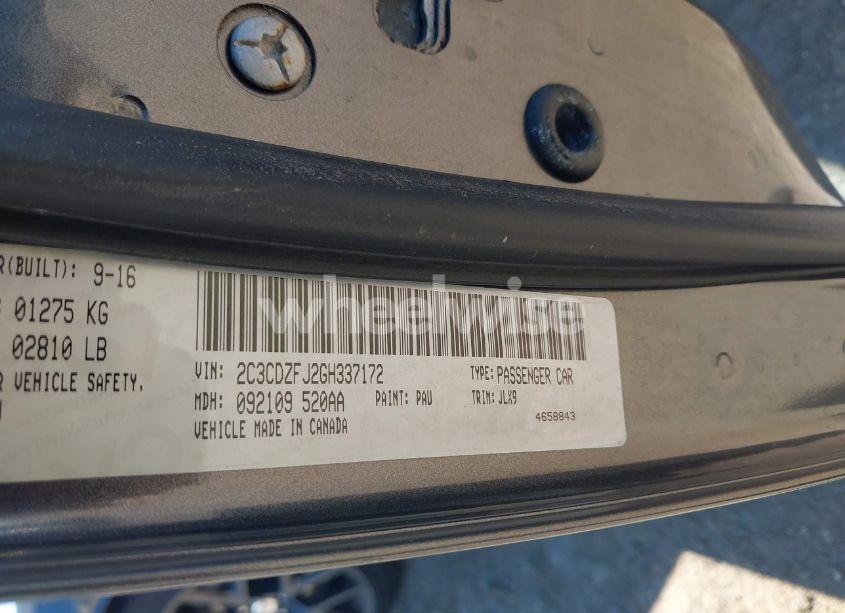 R(BUILT): 9-16
01275 KG
02810 LB
R VEHICLE SAFETY,
wheelwise
VIN: 2C3CDZFJ2GH337172 TYPE: PASSENGER CAR
MDH: 092109 520AA PAINT: PAU TRIM: JLX9
VEHICLE MADE IN CANADA 4658843